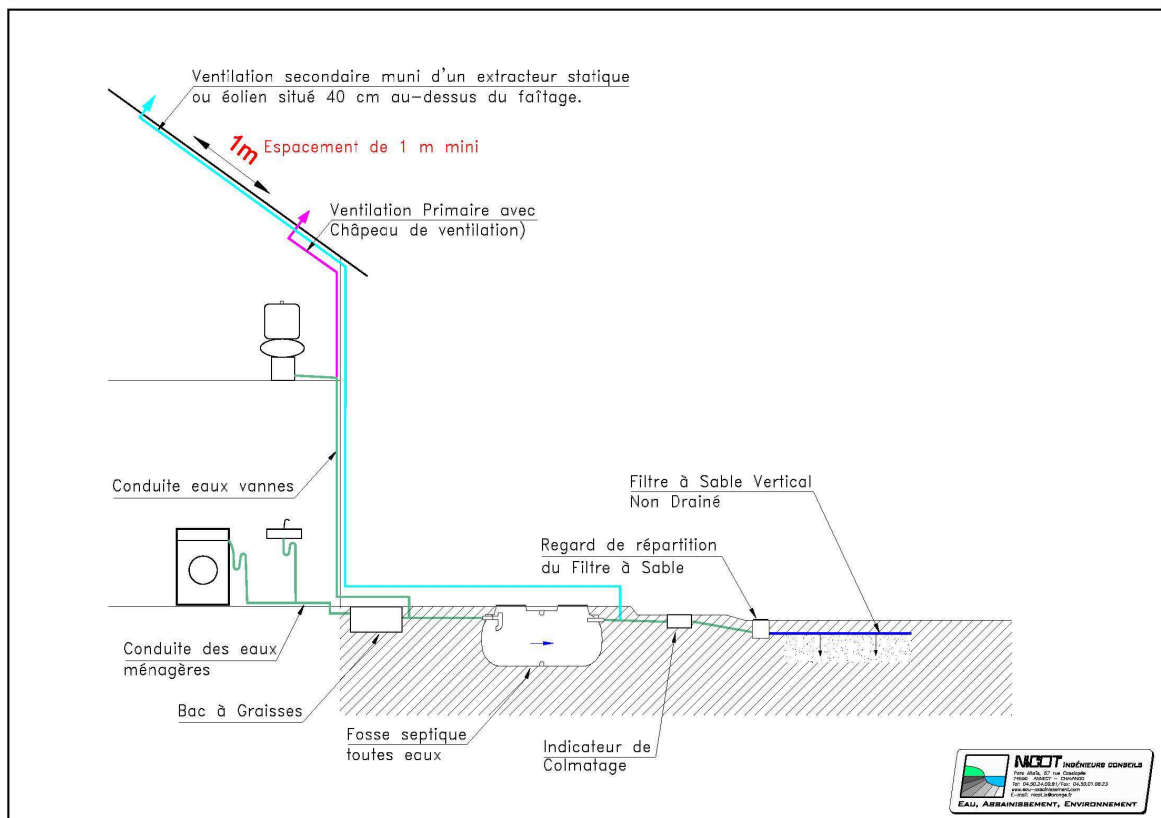 Ventilation secondaire muni d'un extracteur statique
ou éolien situé 40 cm au-dessus du faîtage.
1m Espacement de 1 m mini
Ventilation Primaire avec
Châpeau de ventilation)
Conduite eaux vannes
Filtre à Sable Vertical
Non Drainé
Regard de répartition
du Filtre à Sable
Conduite des eaux
ménagères
Bac à Graisses
Fosse septique
toutes eaux
Indicateur de
Colmatage
NICOT INGÉNIEURS CONSEILS
EAU, ASSAINISSEMENT, ENVIRONNEMENT